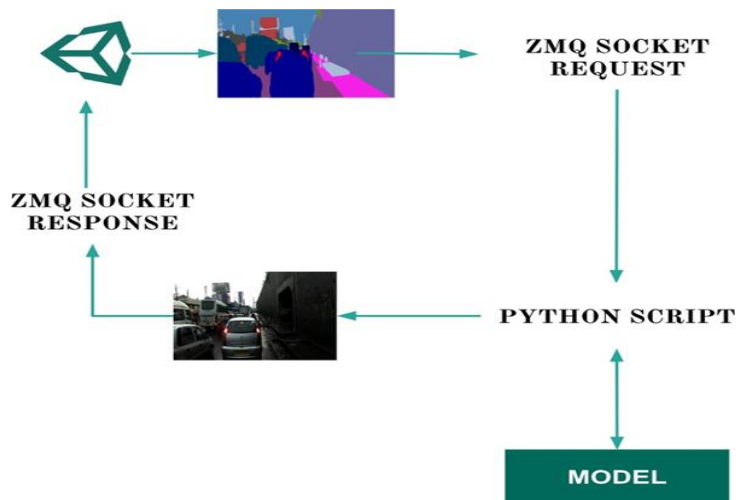 ZMQ SOCKET
REQUEST
ZMQ SOCKET
RESPONSE
PYTHON SCRIPT
MODEL